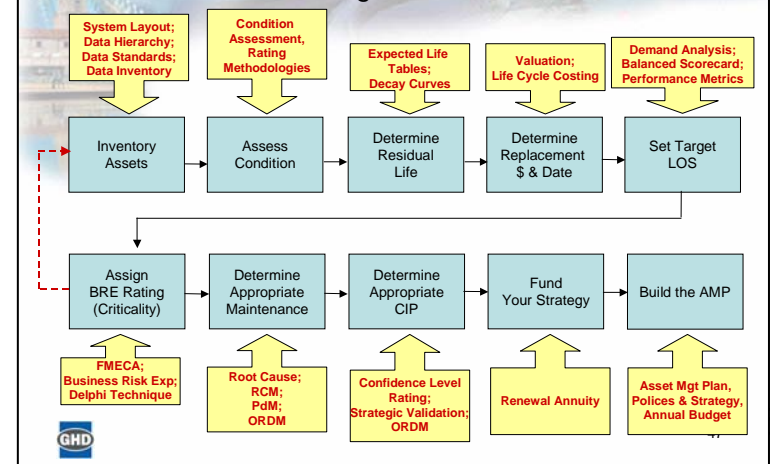 System Layout;
Data Hierarchy;
Data Standards;
Data Inventory
Condition
Assessment,
Rating
Methodologies
Expected Life
Tables;
Decay Curves
Valuation;
Life Cycle Costing
Demand Analysis;
Balanced Scorecard;
Performance Metrics
Inventory
Assets
Assess
Condition
Determine
Residual
Life
Determine
Replacement
$ & Date
Set Target
LOS
Assign
BRE Rating
(Criticality)
Determine
Appropriate
Maintenance
Determine
Appropriate
CIP
Fund
Your Strategy
Build the AMP
FMECA;
Business Risk Exp;
Delphi Technique
Root Cause;
RCM;
PdM;
ORDM
Confidence Level
Rating;
Strategic Validation;
ORDM
Renewal Annuity
Asset Mgt Plan,
Polices & Strategy,
Annual Budget
GHD